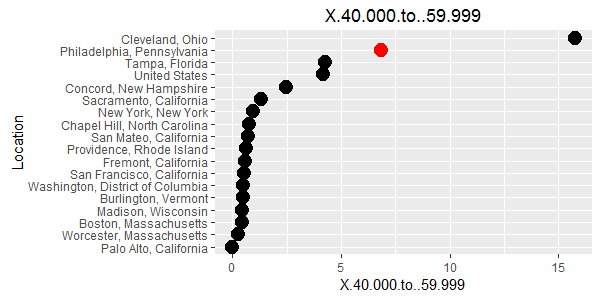 X.40.000.to..59.999
Location
Cleveland, Ohio
Philadelphia, Pennsylvania
Tampa, Florida
United States
Concord, New Hampshire
Sacramento, California
New York, New York
Chapel Hill, North Carolina
San Mateo, California
Providence, Rhode Island
Fremont, California
San Francisco, California
Washington, District of Columbia
Burlington, Vermont
Madison, Wisconsin
Boston, Massachusetts
Worcester, Massachusetts
Palo Alto, California
0 5 10 15
X.40.000.to..59.999